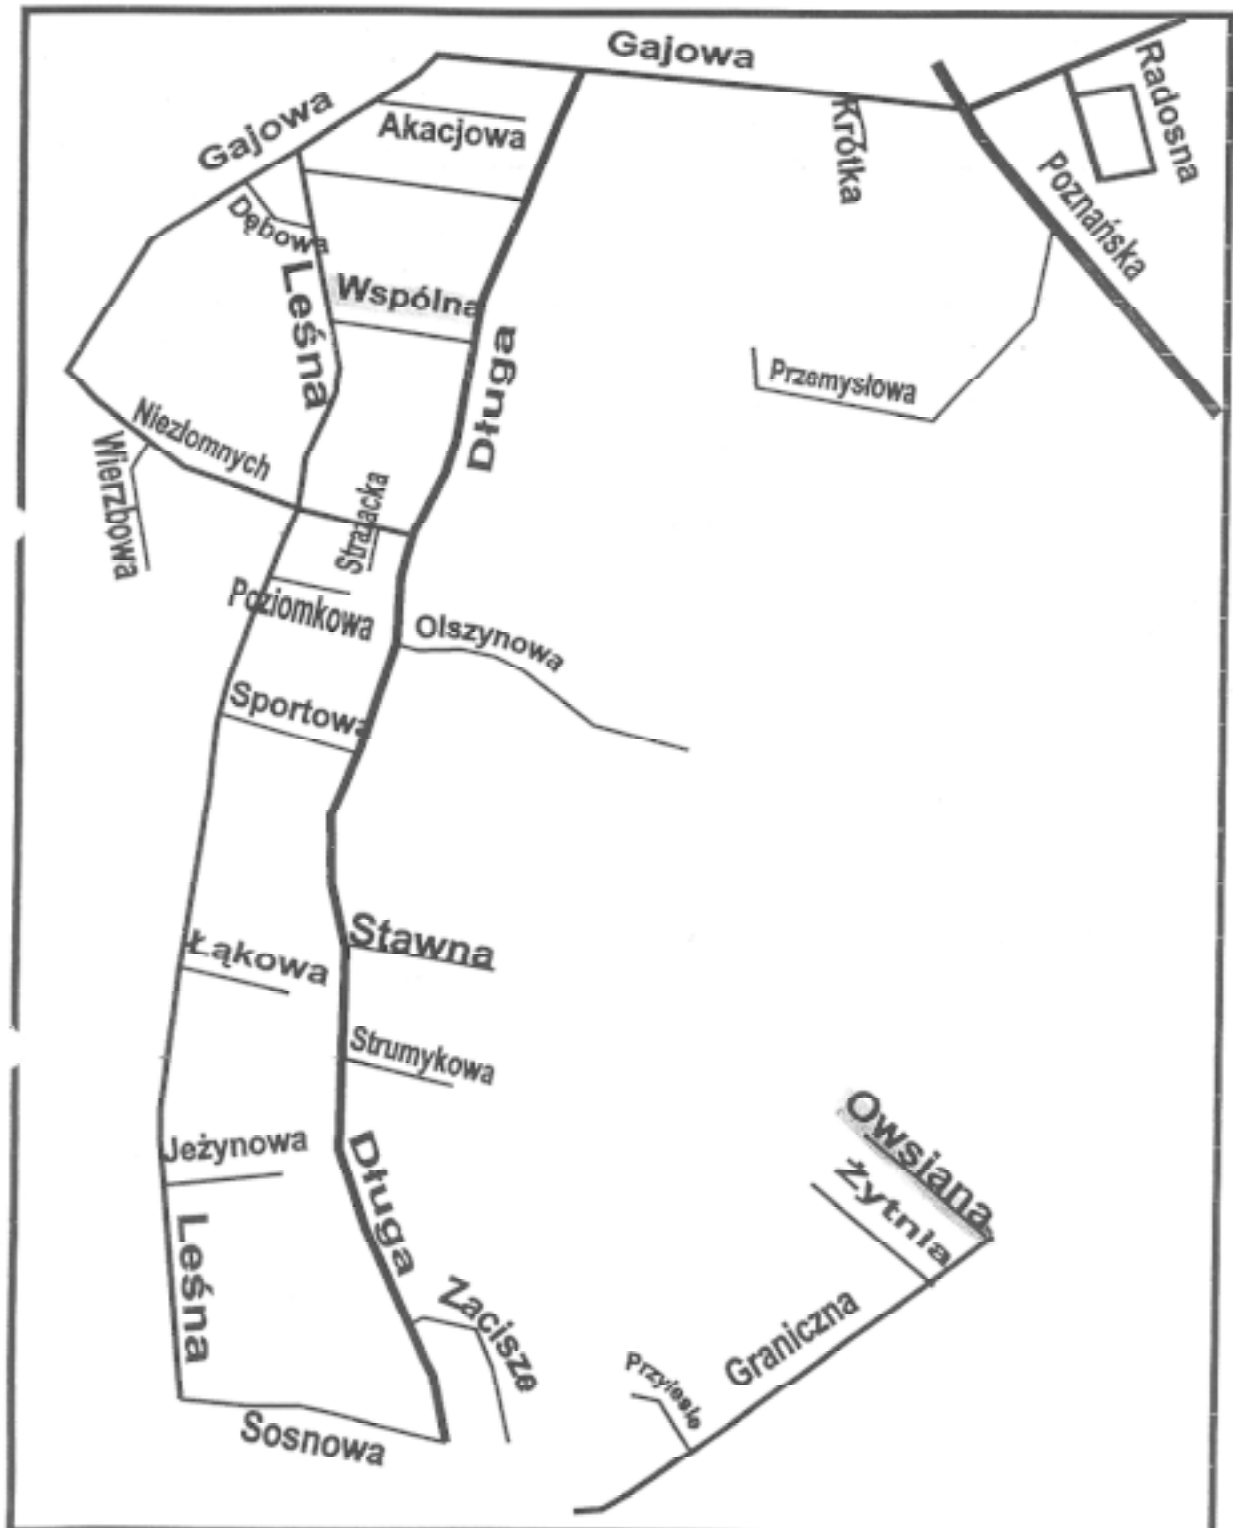 Gajowa
Radosna
Gajowa
Akacjowa
Krótka
Poznańska
Dębowa
Leśna
Wspólna
Długa
Przemysłowa
Niezłomnych
Wierzbowa
Strażacka
Poziomkowa
Olszynowa
Sportowa
Stawna
Łąkowa
Strumykowa
Owsiana
Jeżynowa
Długa
Żytnia
Leśna
Zacisze
Graniczna
Przylesie
Sosnowa